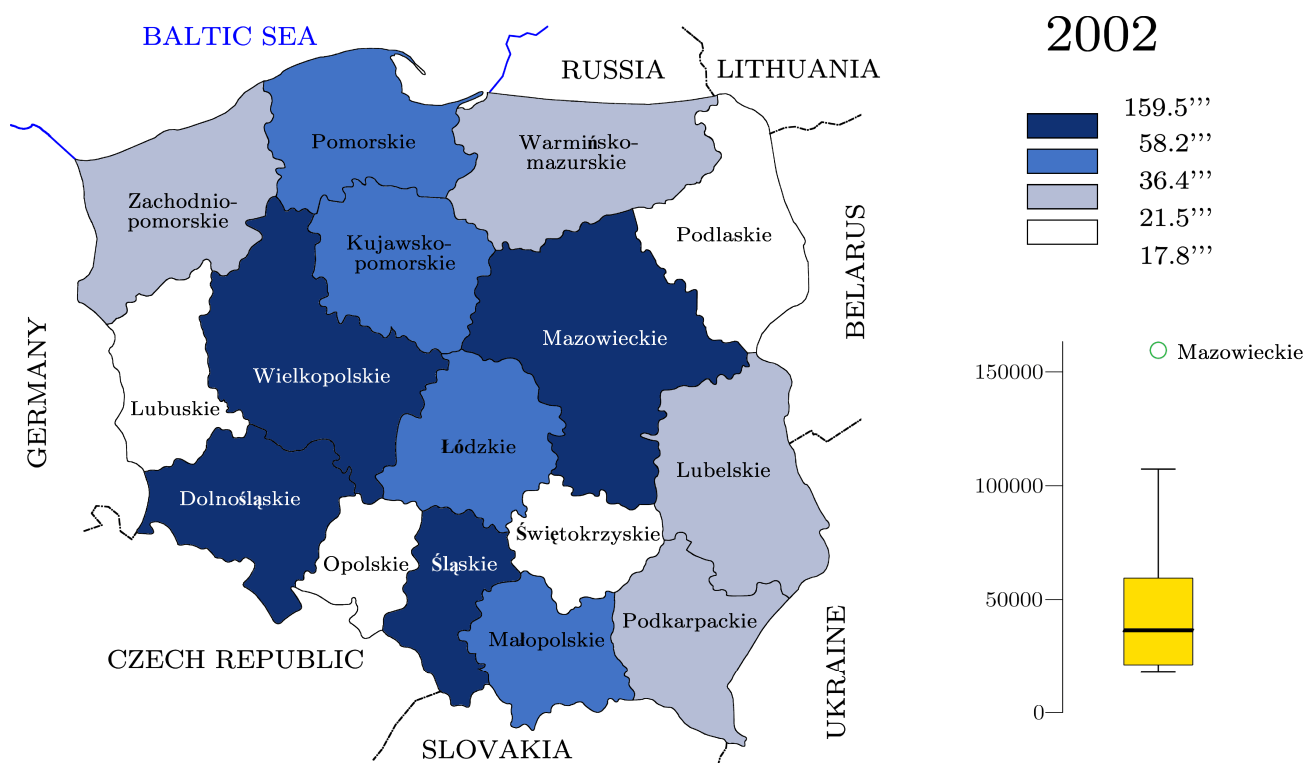 2002
BALTIC SEA
RUSSIA
LITHUANIA
159.5’’’
58.2’’’
36.4’’’
21.5’’’
17.8’’’
Pomorskie
Warmińsko-
mazurskie
Zachodnio-
pomorskie
Kujawsko-
pomorskie
Podlaskie
BELARUS
Mazowieckie
GERMANY
Wielkopolskie
Lubuskie
Łódzkie
Lubelskie
Dolnośląskie
Świętokrzyskie
Opolskie
Śląskie
Małopolskie
Podkarpackie
CZECH REPUBLIC
UKRAINE
SLOVAKIA
Mazowieckie
150000
100000
50000
0